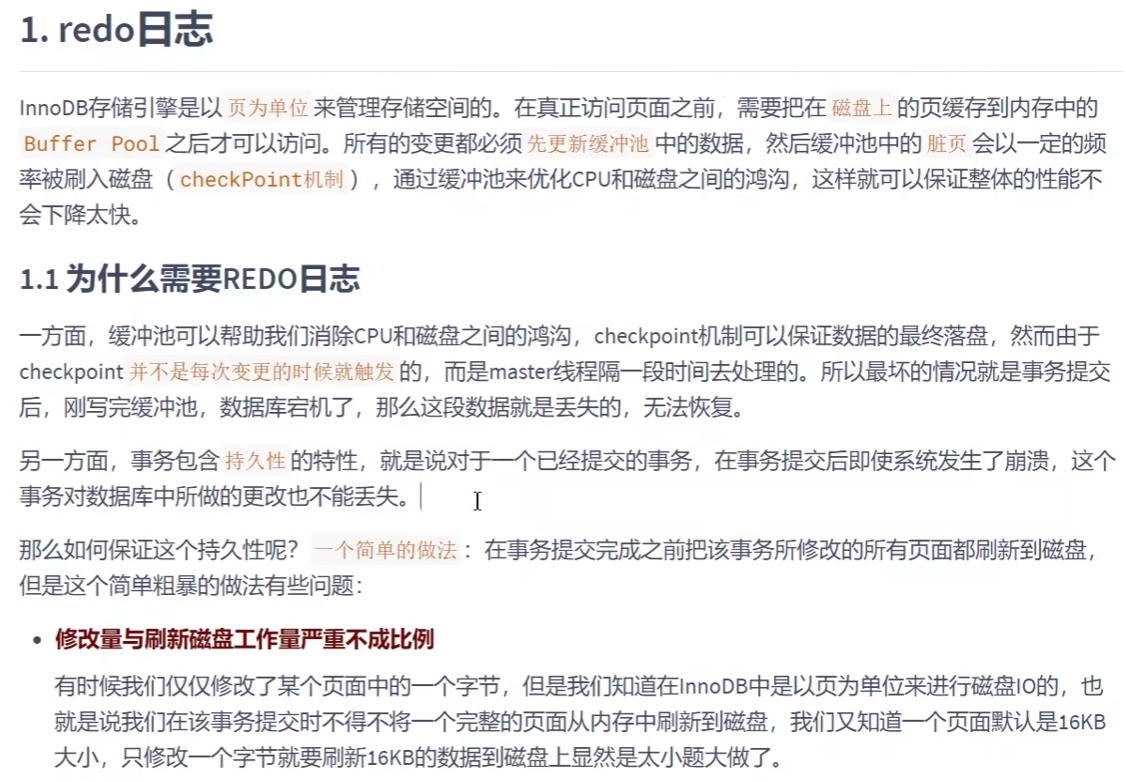 1. redo日志
InnoDB存储引擎是以 页为单位 来管理存储空间的。在真正访问页面之前，需要把在 磁盘上 的页缓存到内存中的
Buffer Pool 之后才可以访问。所有的变更都必须 先更新缓冲池 中的数据，然后缓冲池中的 脏页 会以一定的频
率被刷入磁盘（ checkPoint机制 ），通过缓冲池来优化CPU和磁盘之间的鸿沟，这样就可以保证整体的性能不
会下降太快。
1.1 为什么需要REDO日志
一方面，缓冲池可以帮助我们消除CPU和磁盘之间的鸿沟，checkpoint机制可以保证数据的最终落盘，然而由于
checkpoint 并不是每次变更的时候就触发 的，而是master线程隔一段时间去处理的。所以最坏的情况就是事务提交
后，刚写完缓冲池，数据库宕机了，那么这段数据就是丢失的，无法恢复。
另一方面，事务包含 持久性 的特性，就是说对于一个已经提交的事务，在事务提交后即使系统发生了崩溃，这个
事务对数据库中所做的更改也不能丢失。
那么如何保证这个持久性呢？ 一个简单的做法 ：在事务提交完成之前把该事务所修改的所有页面都刷新到磁盘，
但是这个简单粗暴的做法有些问题：
• 修改量与刷新磁盘工作量严重不成比例
有时候我们仅仅修改了某个页面中的一个字节，但是我们知道在InnoDB中是以页为单位来进行磁盘IO的，也
就是说我们在该事务提交时不得不将一个完整的页面从内存中刷新到磁盘，我们又知道一个页面默认是16KB
大小，只修改一个字节就要刷新16KB的数据到磁盘上显然是太小题大做了。